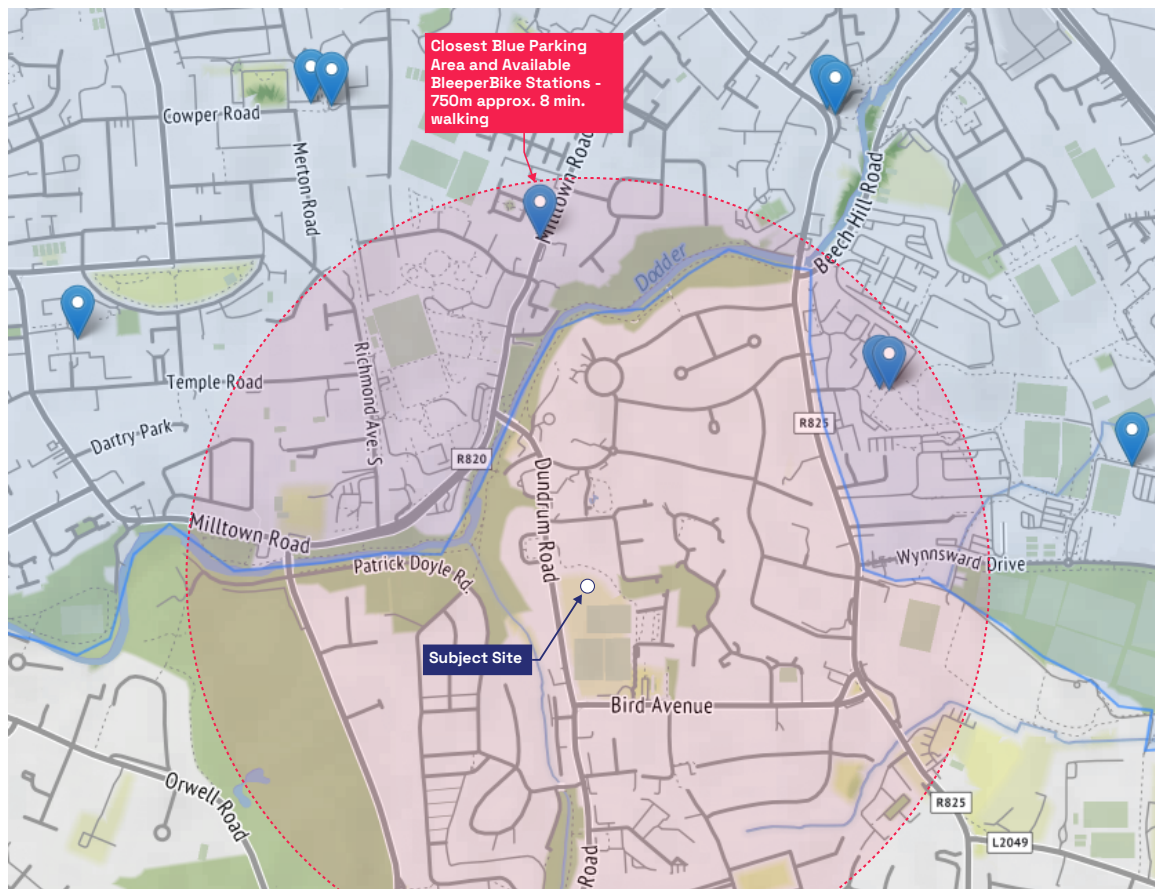 Closest Blue Parking
Area and Available
BleeperBike Stations -
750m approx. 8 min.
walking
Cowper Road
Merton Road
Milltown Road
Beech Hill Road
Dodder
Richmond Ave. S
Temple Road
Dartry Park
R825
R820
Dundrum Road
Milltown Road
Patrick Doyle Rd.
Wynnsward Drive
Subject Site
Bird Avenue
Orwell Road
R825
L2049
Road